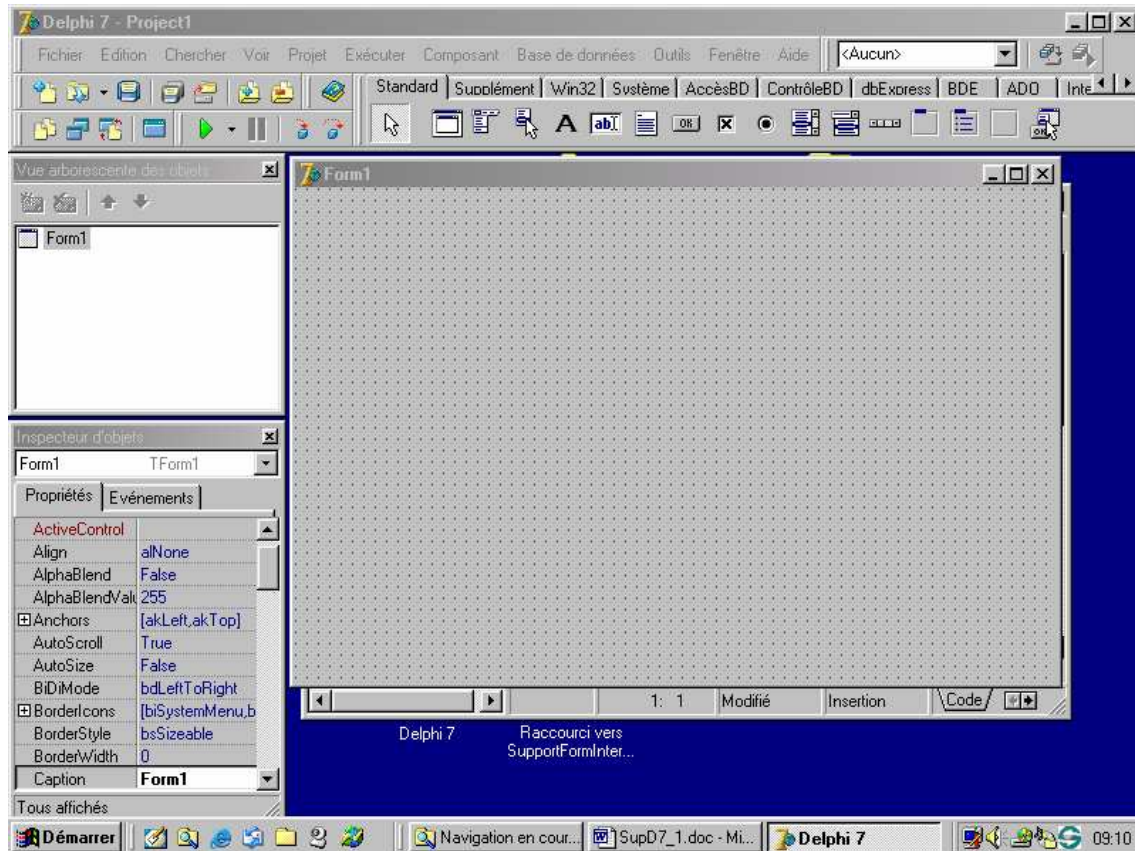 Delphi 7 - Project1
Fichier Edition Chercher Voir Projet Exécuter Composant Base de données Outils Fenêtre Aide <Aucun>
Standard Supplément Win32 Système AccèsBD ContrôleBD dbExpress BDE ADO Inte
A ab OK
Vue arborescente des objets
Form1
Form1
Inspecteur d'objets
Form1 TForm1
Propriétés Evénements
ActiveControl
Align alNone
AlphaBlend False
AlphaBlendValu 255
Anchors [akLeft,akTop]
AutoScroll True
AutoSize False
BiDiMode bdLeftToRight
BorderIcons [biSystemMenu,b
BorderStyle bsSizeable
BorderWidth 0
Caption Form1
Tous affichés
1: 1 Modifié Insertion Code
Delphi 7
Raccourci vers
SupportFormInter...
Démarrer Navigation en cour... SupD7_1.doc - Mi... Delphi 7 09:10